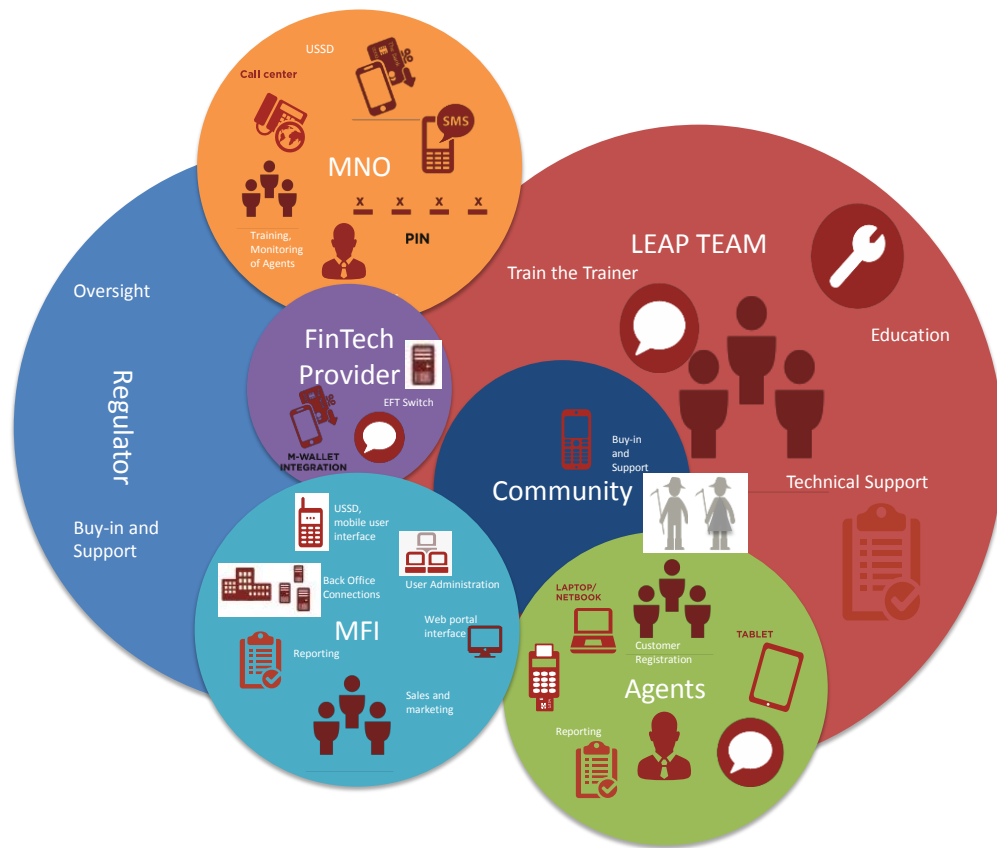 USSD
Call center
SMS
MNO
X X X X
PIN
Training,
Monitoring
of Agents
LEAP TEAM
Train the Trainer
Education
Technical Support
Oversight
Regulator
Buy-in and
Support
FinTech
Provider
EFT Switch
M-WALLET
INTEGRATION
Buy-in
and
Support
Community
USSD,
mobile user
interface
User Administration
Back Office
Connections
Web portal
interface
MFI
Reporting
Sales and
marketing
LAPTOP/
NETBOOK
TABLET
Customer
Registration
Agents
Reporting